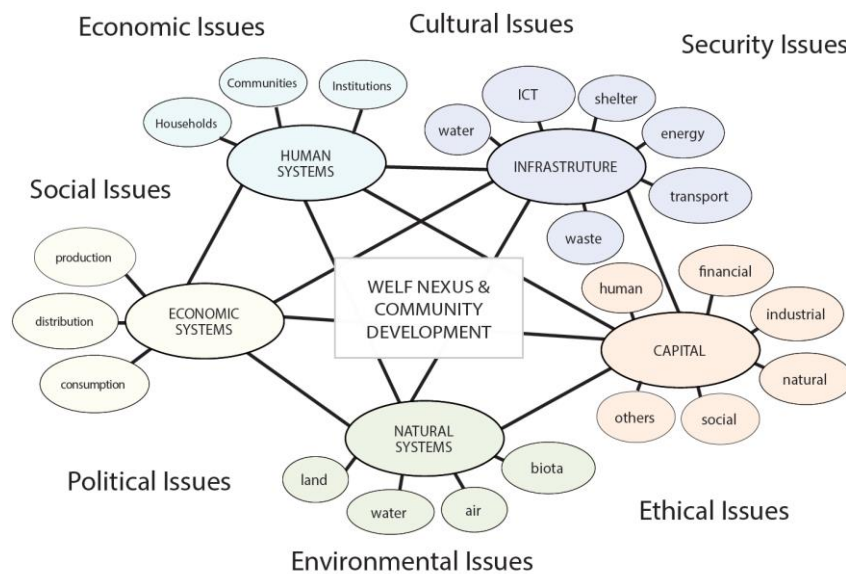 Economic Issues
Cultural Issues
Security Issues
Social Issues
Communities
Institutions
Households
HUMAN
SYSTEMS
ICT
shelter
water
energy
INFRASTRUTURE
transport
waste
production
distribution
consumption
ECONOMIC
SYSTEMS
WELF NEXUS &
COMMUNITY
DEVELOPMENT
human
financial
industrial
CAPITAL
natural
others
social
NATURAL
SYSTEMS
land
water
air
biota
Political Issues
Ethical Issues
Environmental Issues